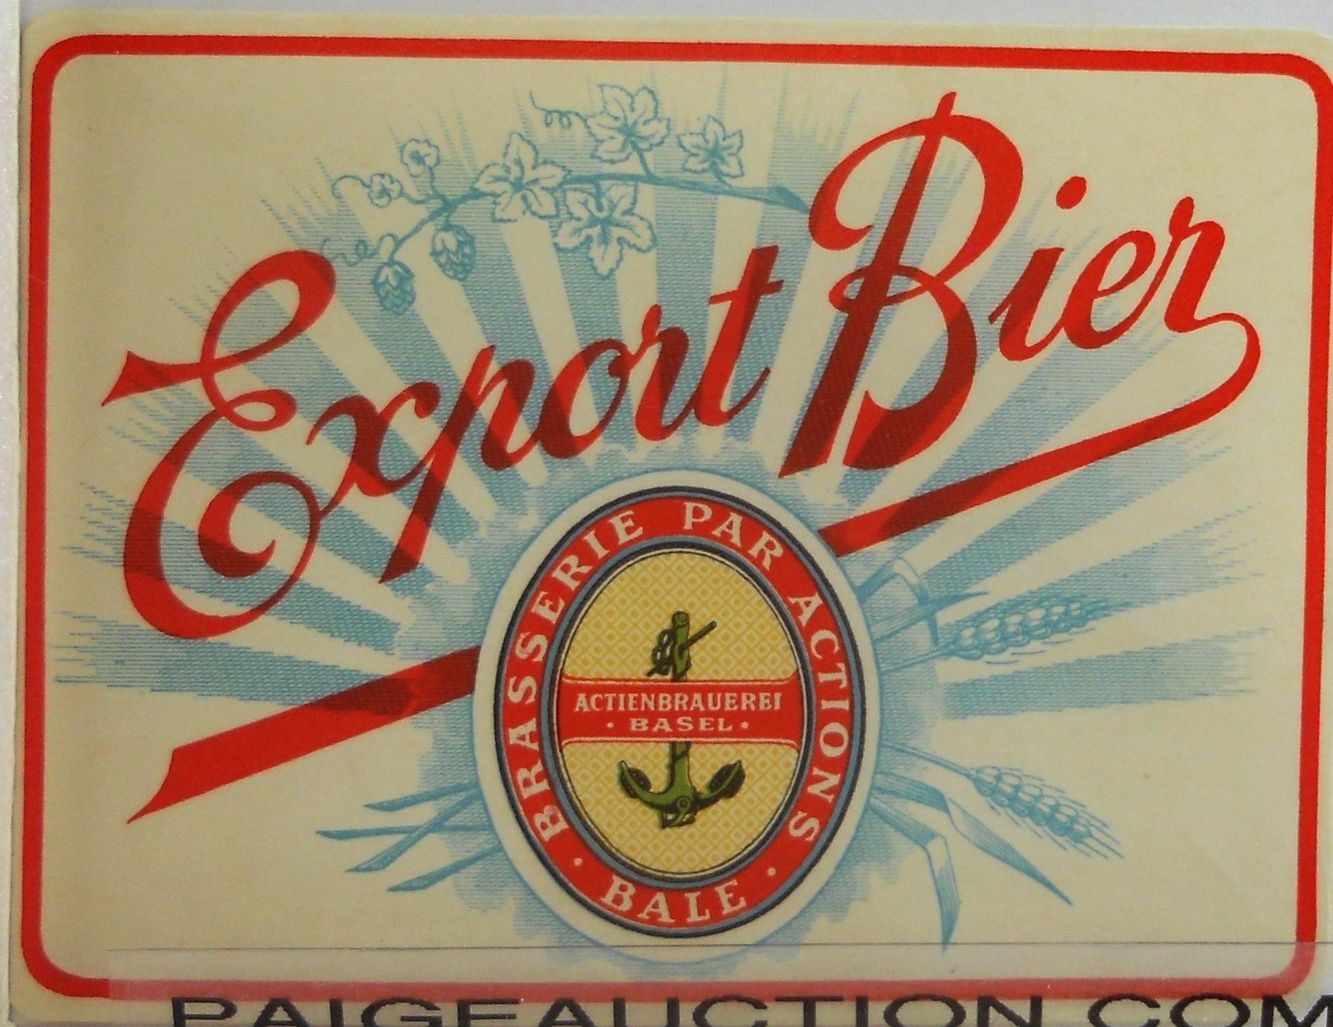 Export Bier
BRASSERIE PAR ACTIONS
ACTIENBRAUEREI
· BASEL ·
· BALE ·
PAIGEAUCTION.COM